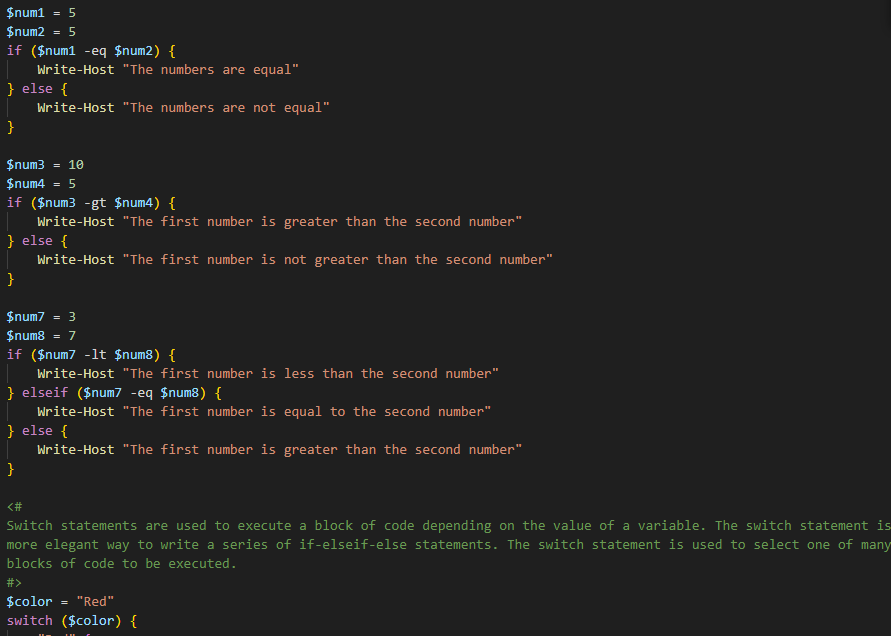 $num1 = 5
$num2 = 5
if ($num1 -eq $num2) {
    Write-Host "The numbers are equal"
} else {
    Write-Host "The numbers are not equal"
}

$num3 = 10
$num4 = 5
if ($num3 -gt $num4) {
    Write-Host "The first number is greater than the second number"
} else {
    Write-Host "The first number is not greater than the second number"
}

$num7 = 3
$num8 = 7
if ($num7 -lt $num8) {
    Write-Host "The first number is less than the second number"
} elseif ($num7 -eq $num8) {
    Write-Host "The first number is equal to the second number"
} else {
    Write-Host "The first number is greater than the second number"
}

<#
Switch statements are used to execute a block of code depending on the value of a variable. The switch statement is
more elegant way to write a series of if-elseif-else statements. The switch statement is used to select one of many
blocks of code to be executed.
#>
$color = "Red"
switch ($color) {